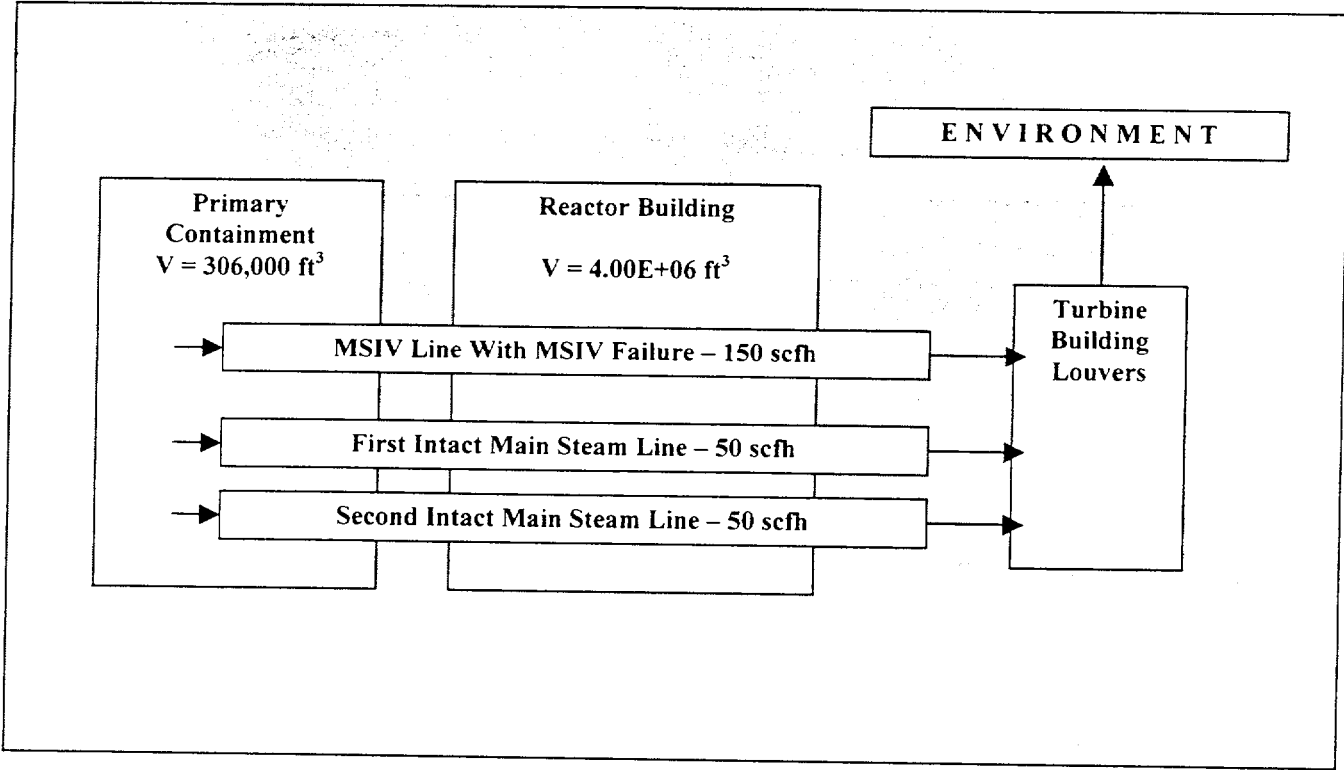 ENVIRONMENT
Primary
Containment
V = 306,000 ft³
Reactor Building
V = 4.00E+06 ft³
Turbine
Building
Louvers
MSIV Line With MSIV Failure – 150 scfh
First Intact Main Steam Line – 50 scfh
Second Intact Main Steam Line – 50 scfh